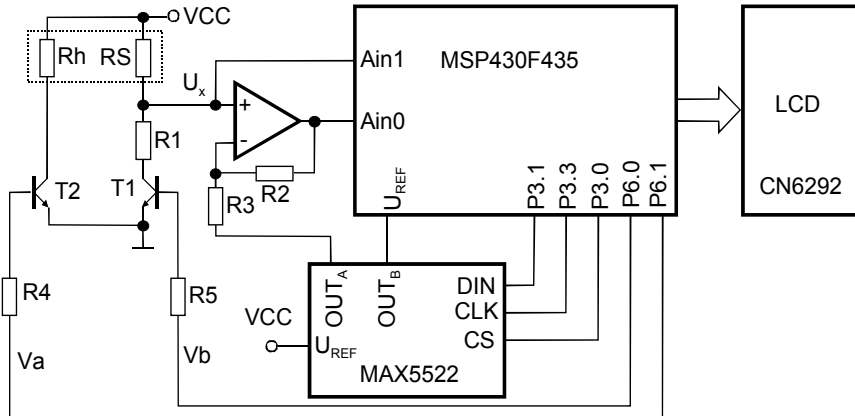 VCC
Rh
RS
Ux
R1
T2
T1
R4
Va
R5
Vb
+
-
R2
R3
Ain1
Ain0
MSP430F435
UREF
P3.1
P3.3
P3.0
P6.0
P6.1
LCD
CN6292
OUTA
OUTB
DIN
CLK
CS
VCC
UREF
MAX5522